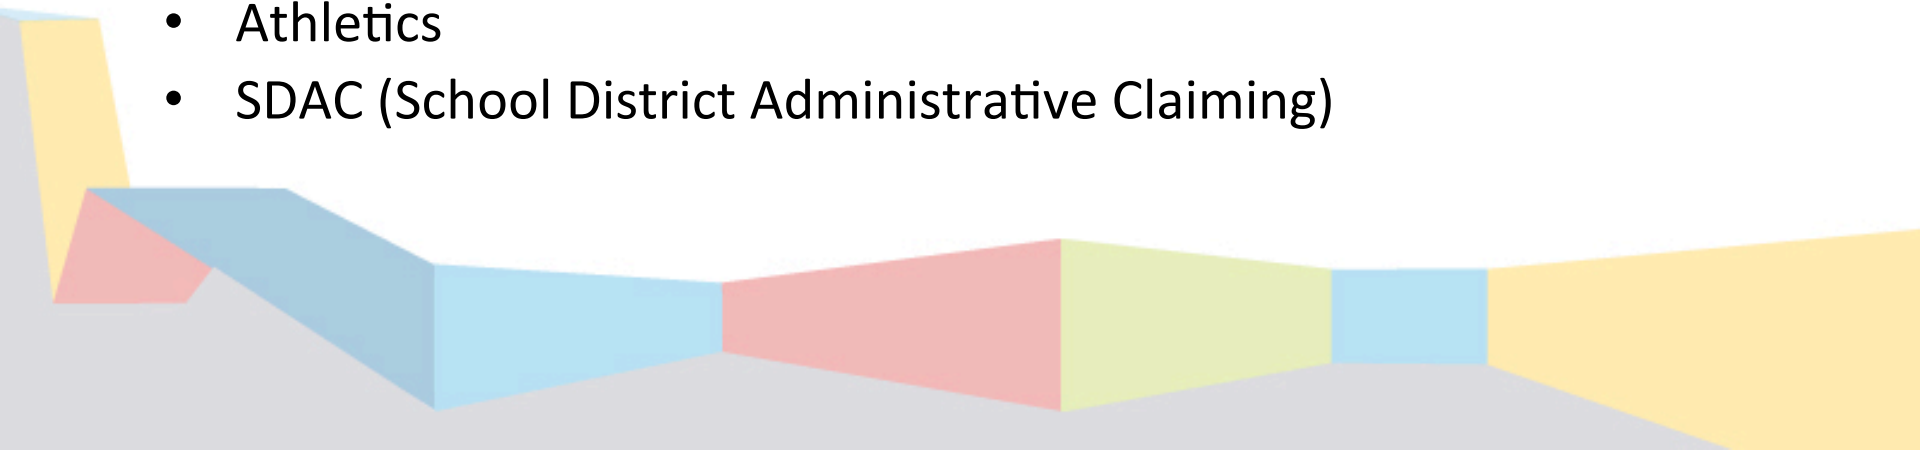 • Athletics
• SDAC (School District Administrative Claiming)